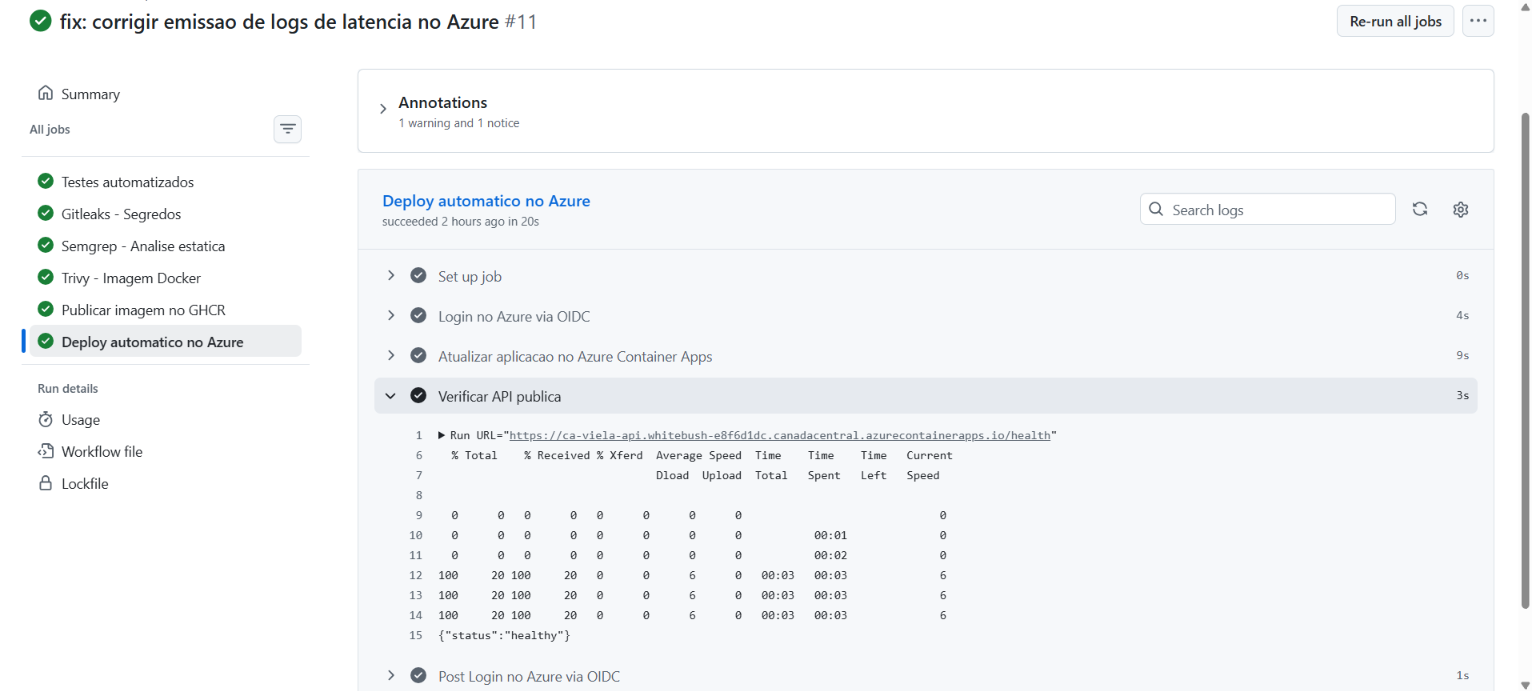 fix: corrigir emissao de logs de latencia no Azure #11
Re-run all jobs
Summary
All jobs
Testes automatizados
Gitleaks - Segredos
Semgrep - Analise estatica
Trivy - Imagem Docker
Publicar imagem no GHCR
Deploy automatico no Azure
Run details
Usage
Workflow file
Lockfile
Annotations
1 warning and 1 notice
Deploy automatico no Azure
succeeded 2 hours ago in 20s
Search logs
Set up job 0s
Login no Azure via OIDC 4s
Atualizar aplicacao no Azure Container Apps 9s
Verificar API publica 3s
1 Run URL="https://ca-viela-api.whitebush-e8f6d1dc.canadacentral.azurecontainerapps.io/health"
6 % Total % Received % Xferd Average Speed Time Time Time Current
7 Dload Upload Total Spent Left Speed
8
9 0 0 0 0 0 0 0 0 0
10 0 0 0 0 0 0 0 0 00:01 0
11 0 0 0 0 0 0 0 0 00:02 0
12 100 20 100 20 0 0 6 0 00:03 00:03 6
13 100 20 100 20 0 0 6 0 00:03 00:03 6
14 100 20 100 20 0 0 6 0 00:03 00:03 6
15 {"status":"healthy"}
Post Login no Azure via OIDC 1s